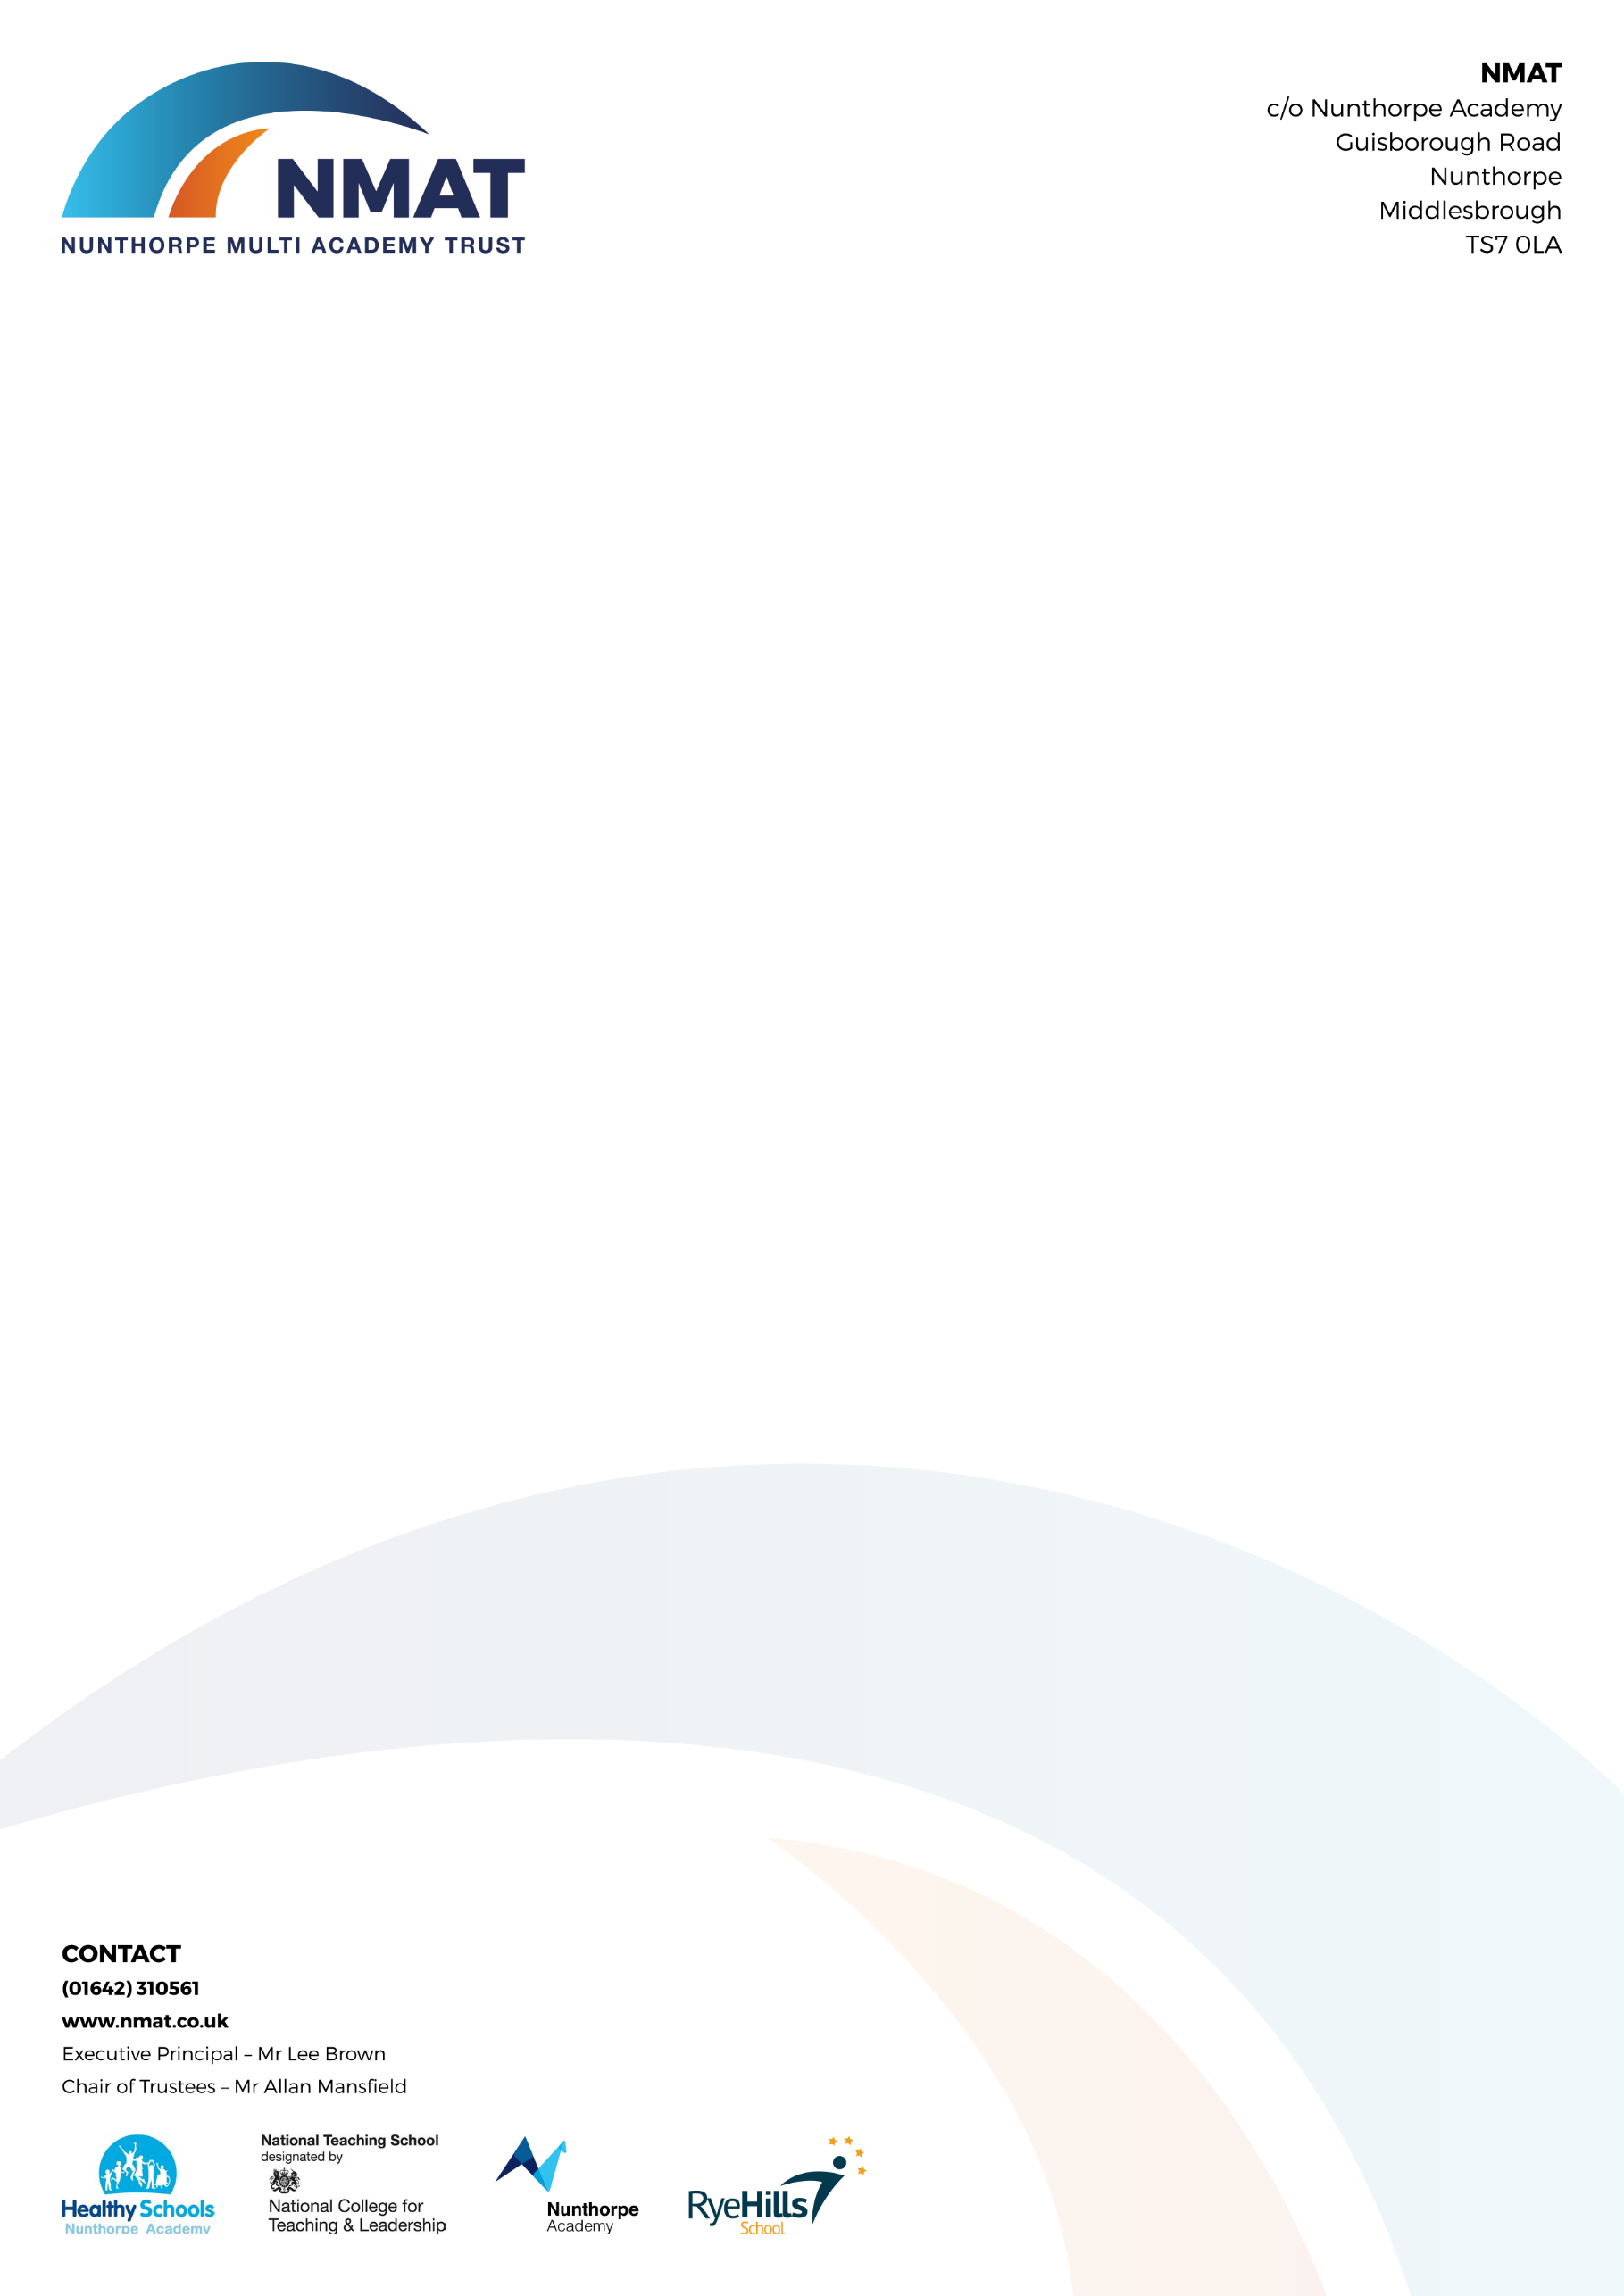 NMAT
NUNTHORPE MULTI ACADEMY TRUST
NMAT
c/o Nunthorpe Academy
Guisborough Road
Nunthorpe
Middlesbrough
TS7 0LA
CONTACT
(01642) 310561
www.nmat.co.uk
Executive Principal – Mr Lee Brown
Chair of Trustees – Mr Allan Mansfield
Healthy Schools
Nunthorpe Academy
National Teaching School
designated by
National College for
Teaching & Leadership
Nunthorpe
Academy
RyeHills
School